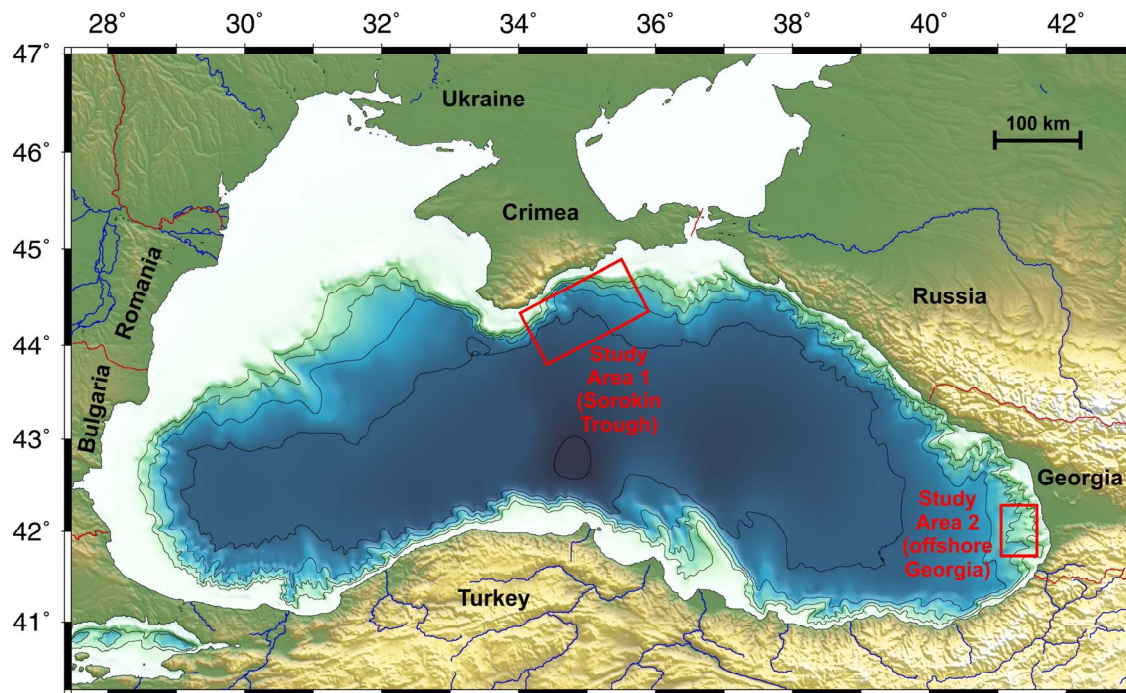 28° 30° 32° 34° 36° 38° 40° 42°
47°
46°
45°
44°
43°
42°
41°
Ukraine
100 km
Crimea
Romania
Russia
Bulgaria
Study
Area 1
(Sorokin
Trough)
Georgia
Study
Area 2
(offshore
Georgia)
Turkey